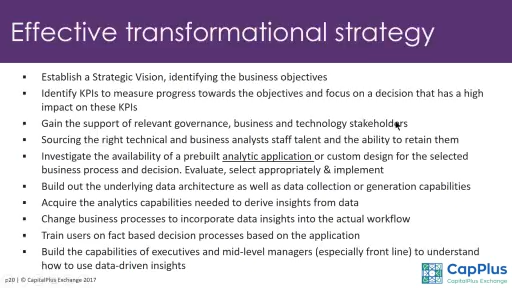 Effective transformational strategy
▪ Establish a Strategic Vision, identifying the business objectives
▪ Identify KPIs to measure progress towards the objectives and focus on a decision that has a high
impact on these KPIs
▪ Gain the support of relevant governance, business and technology stakeholders
▪ Sourcing the right technical and business analysts staff talent and the ability to retain them
▪ Investigate the availability of a prebuilt analytic application or custom design for the selected
business process and decision. Evaluate, select appropriately & implement
▪ Build out the underlying data architecture as well as data collection or generation capabilities
▪ Acquire the analytics capabilities needed to derive insights from data
▪ Change business processes to incorporate data insights into the actual workflow
▪ Train users on fact based decision processes based on the application
▪ Build the capabilities of executives and mid-level managers (especially front line) to understand
how to use data-driven insights
p20 | © CapitalPlus Exchange 2017
CapPlus
CapitalPlus Exchange